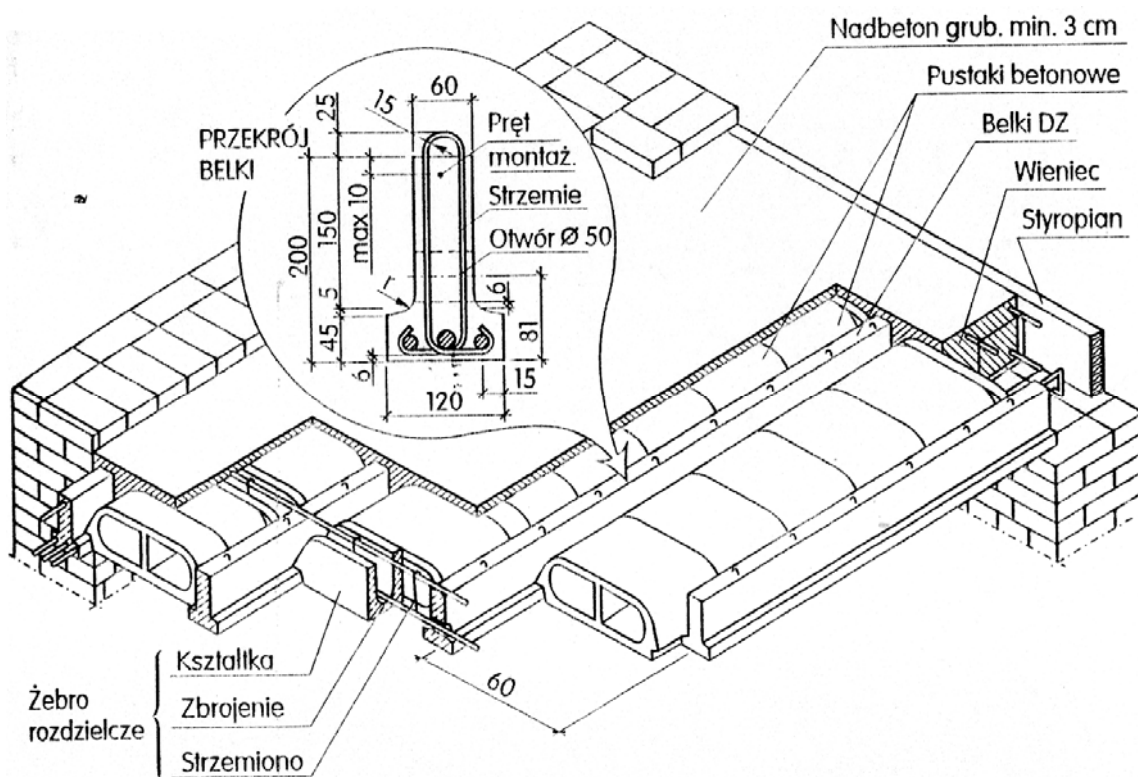 Nadbeton grub. min. 3 cm
Pustaki betonowe
Belki DZ
Wieniec
Styropian
PRZEKRÓJ
BELKI
60
15
25
Pręt
montaż.
Strzemie
Otwór Ø 50
max 10
150
200
5
45
6
r
6
81
15
120
60
Żebro
rozdzielcze
Kształtka
Zbrojenie
Strzemiono